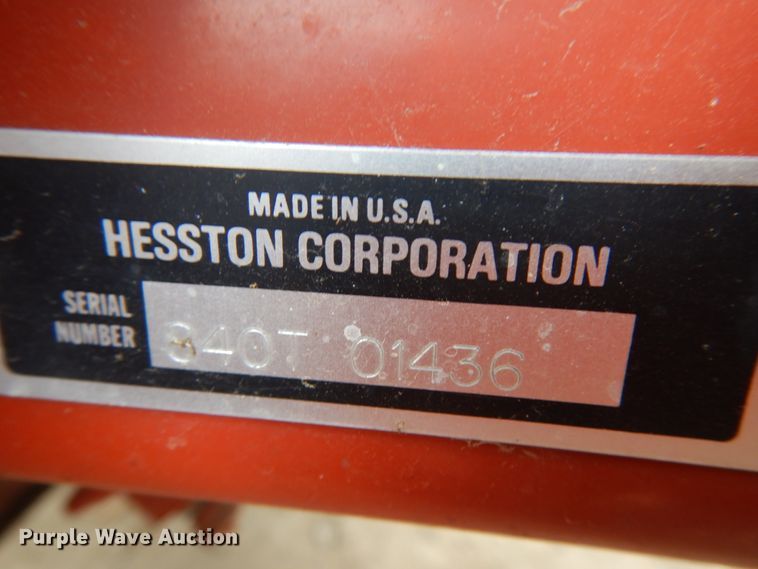 MADE IN U.S.A.
HESSTON CORPORATION
SERIAL
NUMBER
340T 01436
Purple Wave Auction